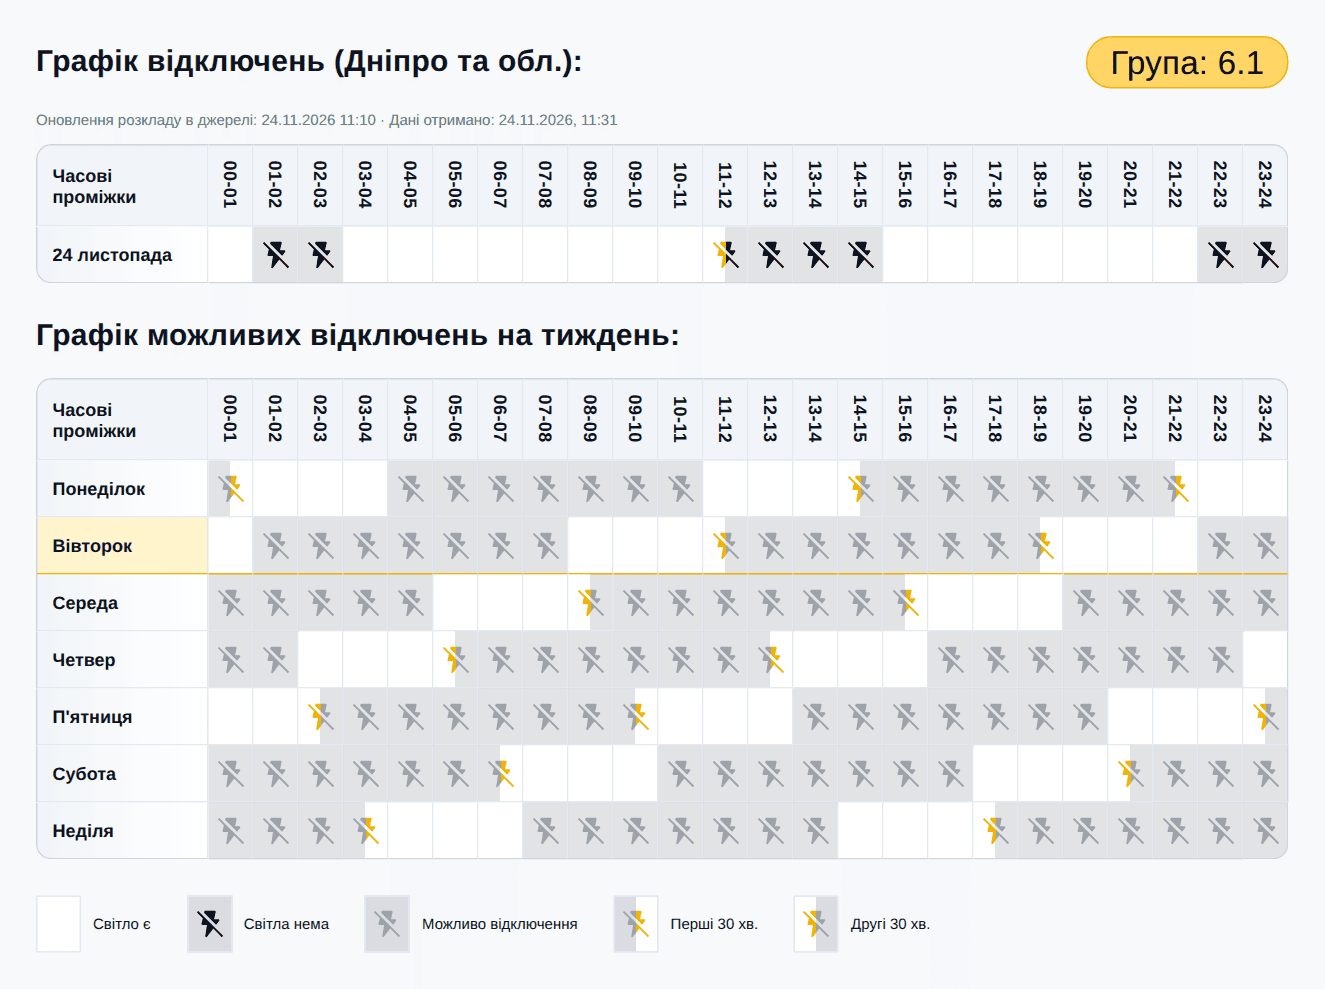 Графік відключень (Дніпро та обл.):
Група: 6.1
Оновлення розкладу в джерелі: 24.11.2026 11:10 · Дані отримано: 24.11.2026, 11:31
Часові проміжки 00-01 01-02 02-03 03-04 04-05 05-06 06-07 07-08 08-09 09-10 10-11 11-12 12-13 13-14 14-15 15-16 16-17 17-18 18-19 19-20 20-21 21-22 22-23 23-24
24 листопада
Графік можливих відключень на тиждень:
Часові проміжки 00-01 01-02 02-03 03-04 04-05 05-06 06-07 07-08 08-09 09-10 10-11 11-12 12-13 13-14 14-15 15-16 16-17 17-18 18-19 19-20 20-21 21-22 22-23 23-24
Понеділок
Вівторок
Середа
Четвер
П'ятниця
Субота
Неділя
Світло є Світла нема Можливо відключення Перші 30 хв. Другі 30 хв.